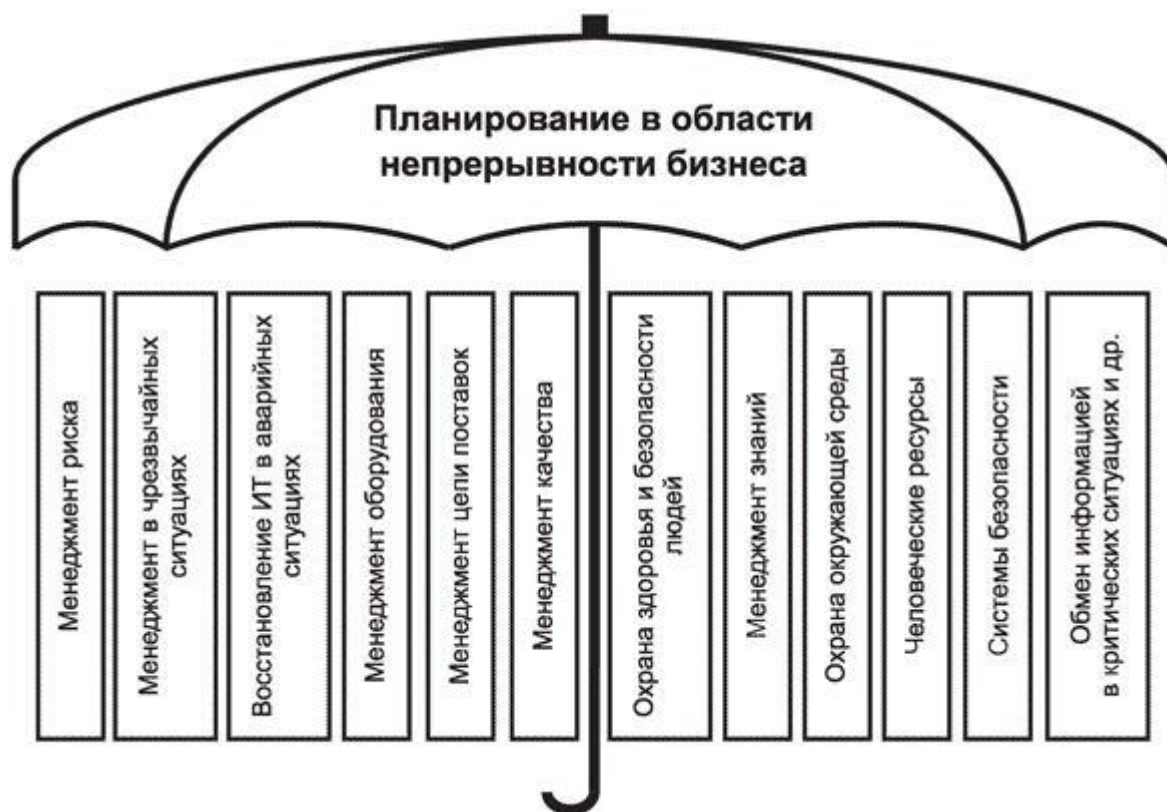 Планирование в области
непрерывности бизнеса
Менеджмент риска
Менеджмент в чрезвычайных
ситуациях
Восстановление ИТ в аварийных
ситуациях
Менеджмент оборудования
Менеджмент цепи поставок
Менеджмент качества
Охрана здоровья и безопасности
людей
Менеджмент знаний
Охрана окружающей среды
Человеческие ресурсы
Системы безопасности
Обмен информацией
в критических ситуациях и др.